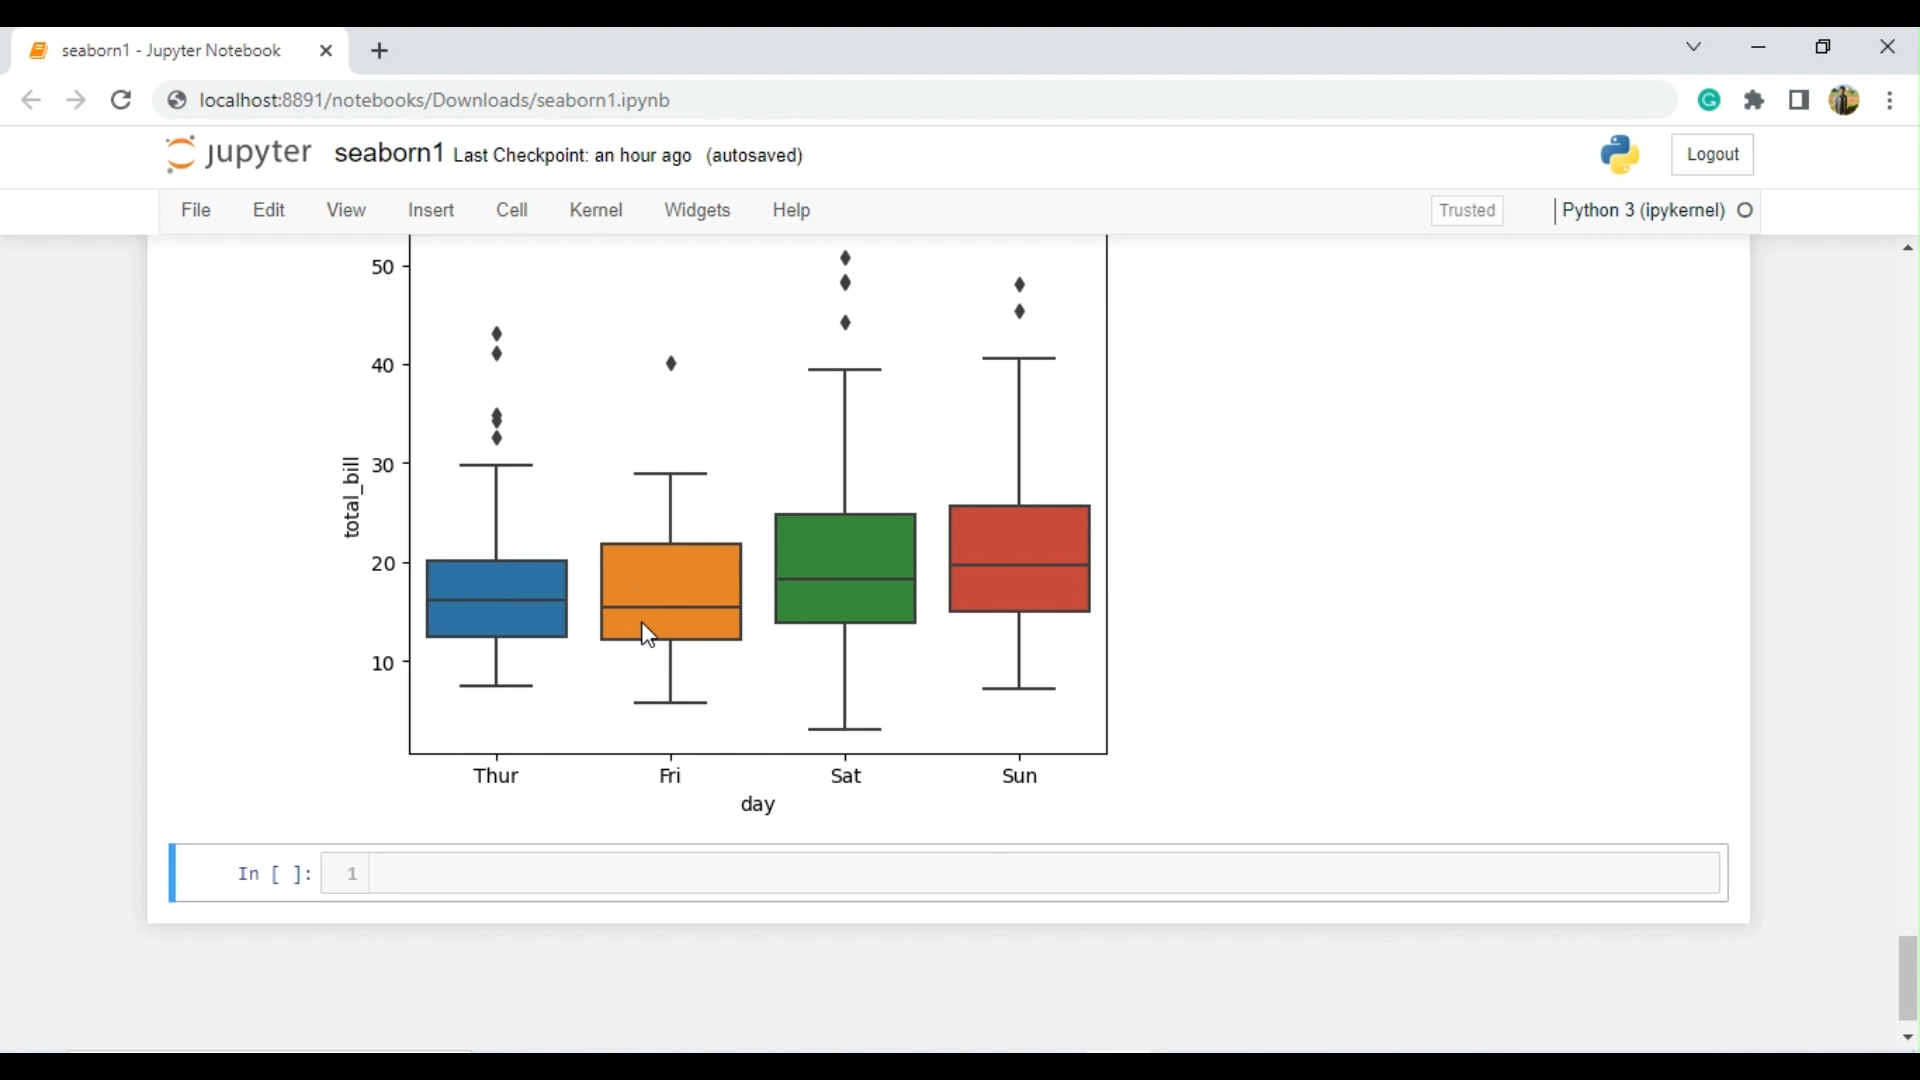 seaborn1 - Jupyter Notebook
localhost:8891/notebooks/Downloads/seaborn1.ipynb
jupyter seaborn1 Last Checkpoint: an hour ago (autosaved) Logout
File Edit View Insert Cell Kernel Widgets Help Trusted Python 3 (ipykernel)
50
40
30
20
10
total_bill
Thur Fri Sat Sun
day
In [ ]: 1